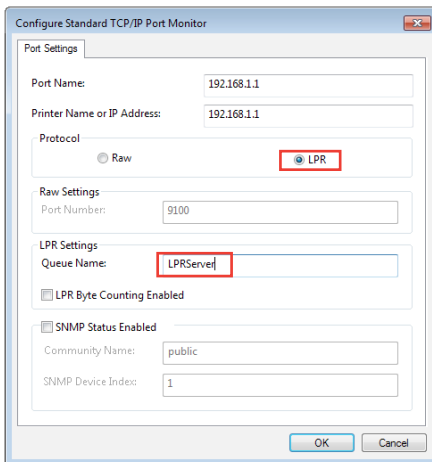 Configure Standard TCP/IP Port Monitor
Port Settings
Port Name: 192.168.1.1
Printer Name or IP Address: 192.168.1.1
Protocol
Raw LPR
Raw Settings
Port Number: 9100
LPR Settings
Queue Name: LPRServer
LPR Byte Counting Enabled
SNMP Status Enabled
Community Name: public
SNMP Device Index: 1
OK Cancel